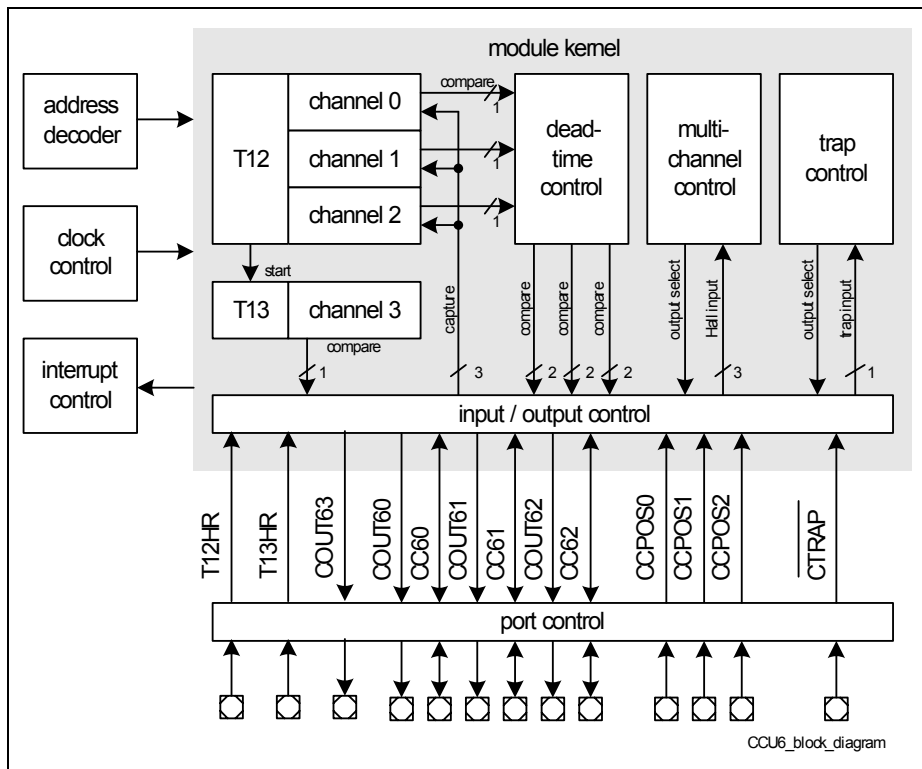 module kernel
address
decoder
clock
control
interrupt
control
T12
channel 0
channel 1
channel 2
compare
1
1
1
dead-
time
control
multi-
channel
control
trap
control
start
T13
channel 3
compare
1
capture
3
compare
2
compare
2
compare
2
output select
Hall input
3
output select
trap input
1
input / output control
T12HR
T13HR
COUT63
COUT60
CC60
COUT61
CC61
COUT62
CC62
CCPOS0
CCPOS1
CCPOS2
CTRAP
port control
CCU6_block_diagram